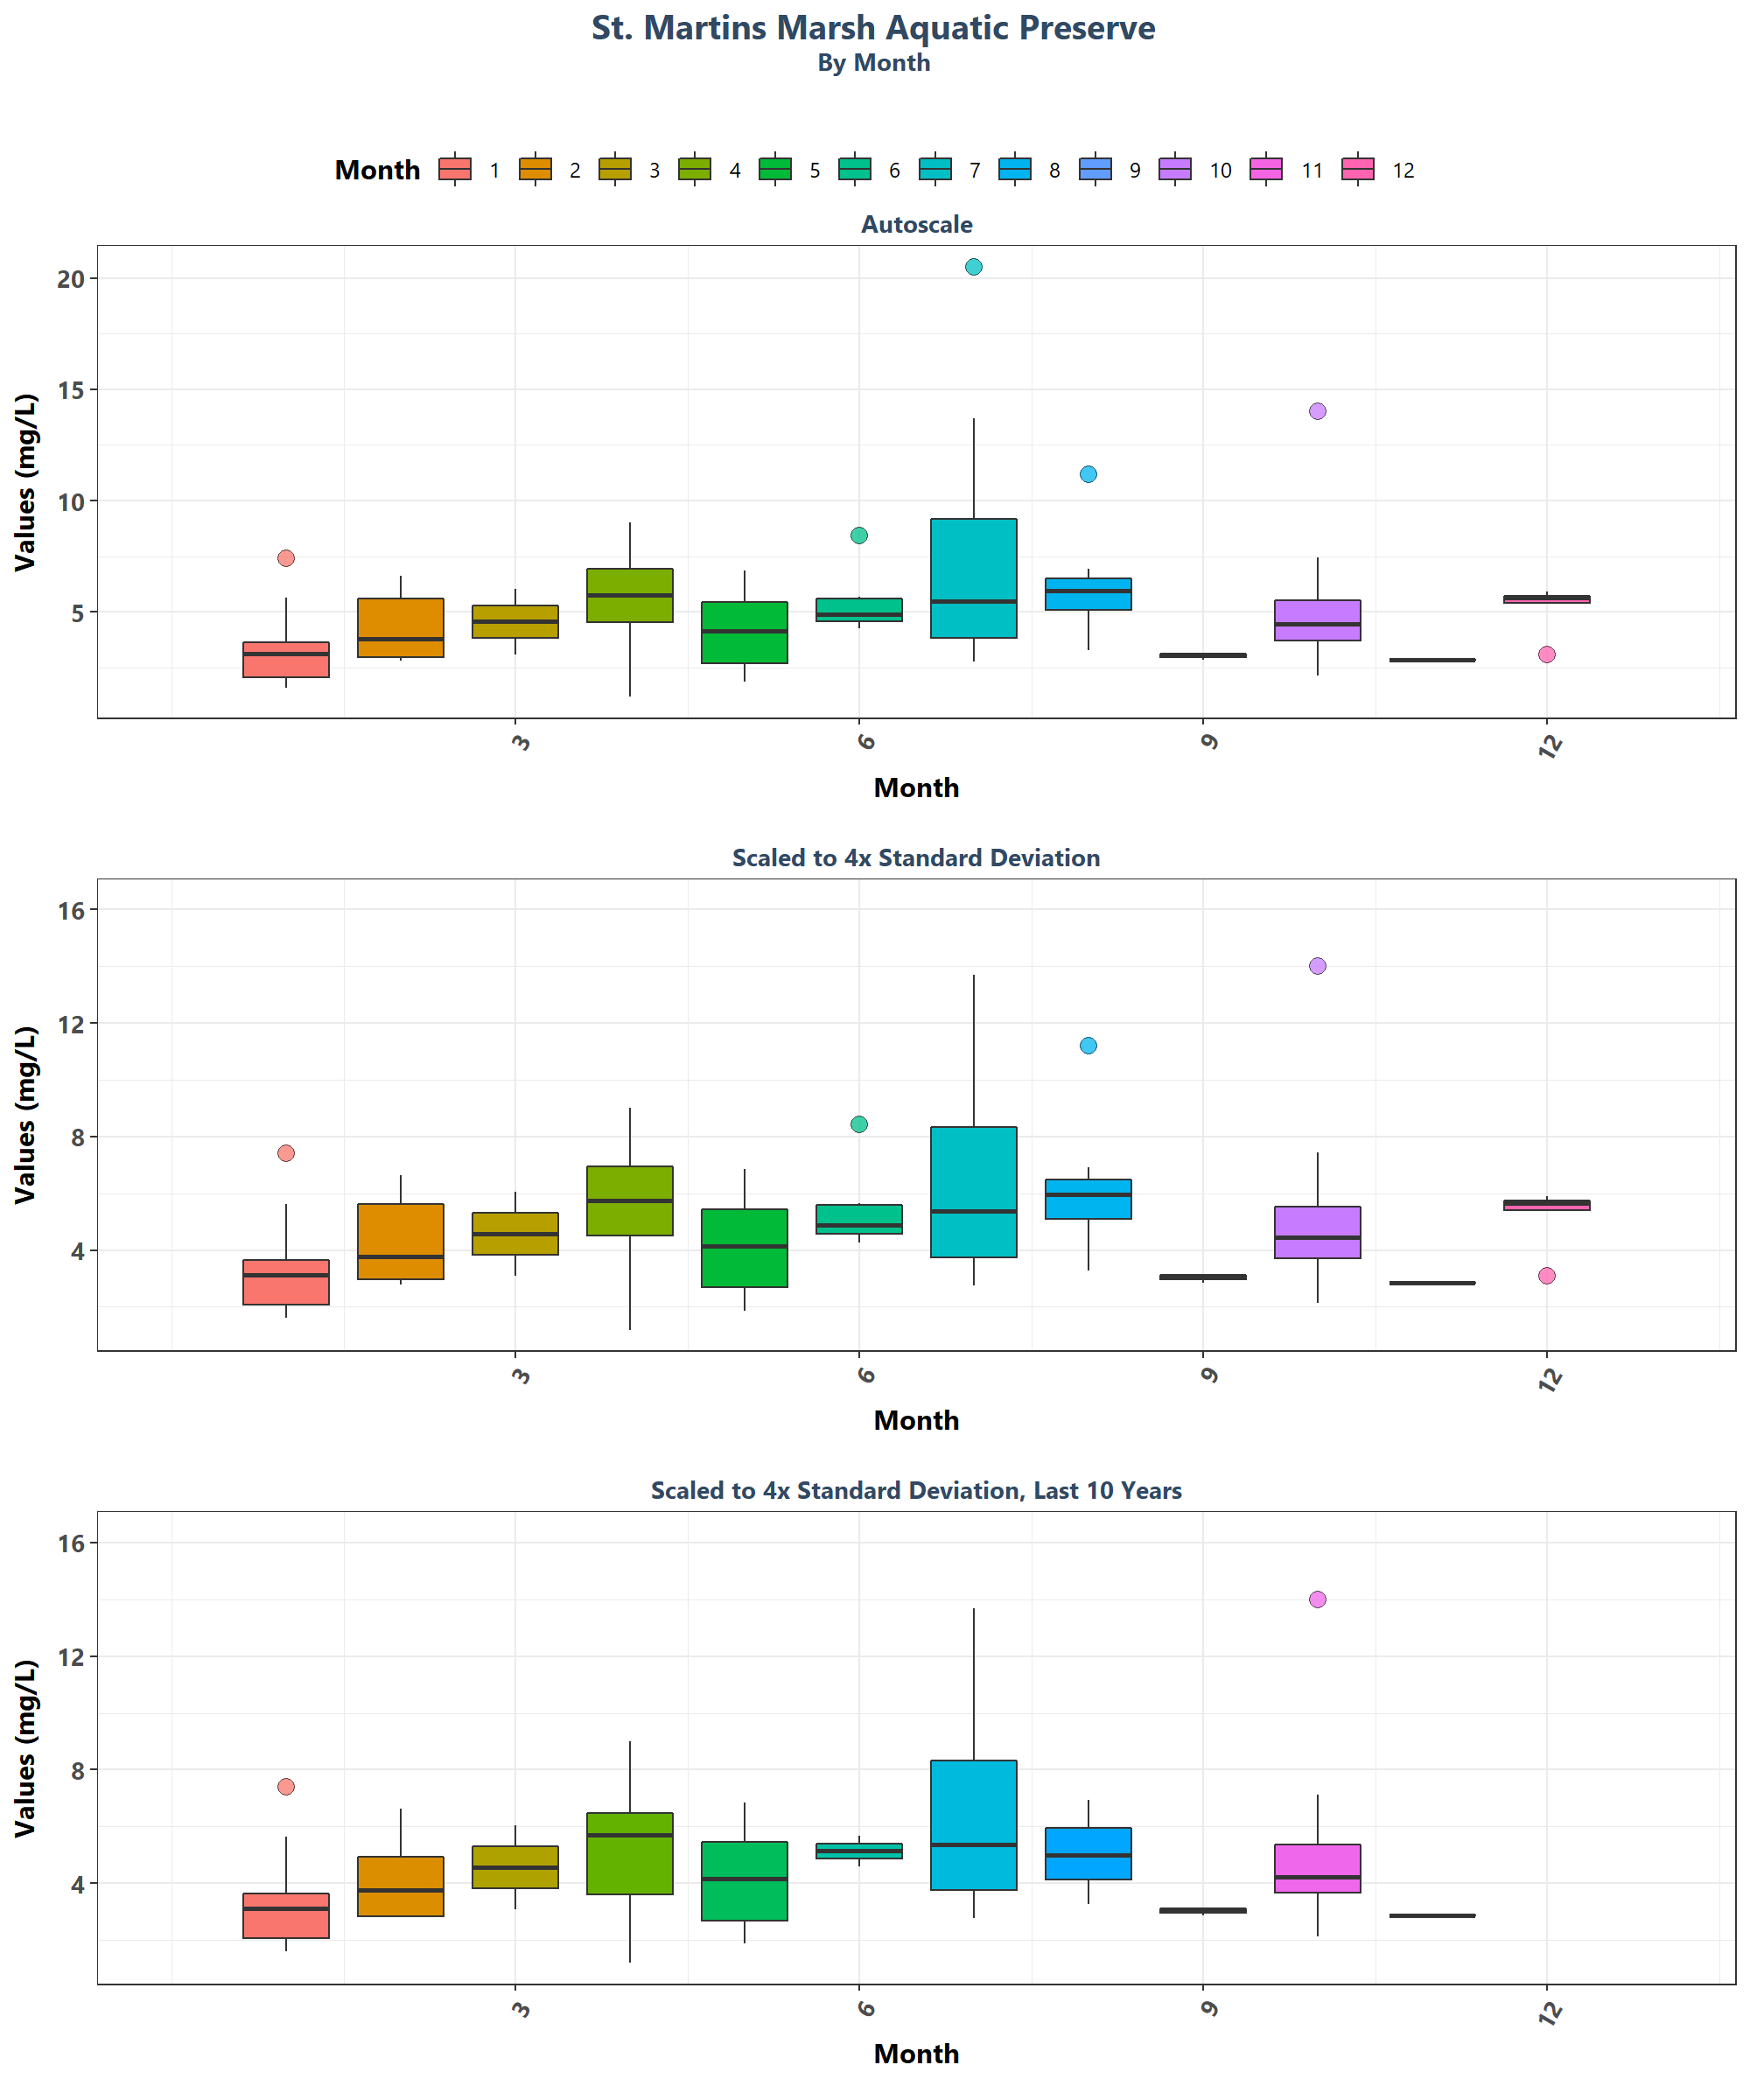 St. Martins Marsh Aquatic Preserve
By Month
Month 1 2 3 4 5 6 7 8 9 10 11 12
Autoscale
Values (mg/L)
20
15
10
5
3 6 9 12
Month
Scaled to 4x Standard Deviation
Values (mg/L)
16
12
8
4
3 6 9 12
Month
Scaled to 4x Standard Deviation, Last 10 Years
Values (mg/L)
16
12
8
4
3 6 9 12
Month